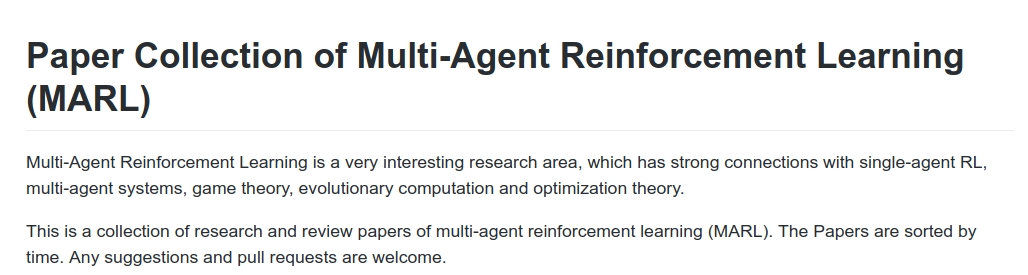 Paper Collection of Multi-Agent Reinforcement Learning
(MARL)
Multi-Agent Reinforcement Learning is a very interesting research area, which has strong connections with single-agent RL,
multi-agent systems, game theory, evolutionary computation and optimization theory.
This is a collection of research and review papers of multi-agent reinforcement learning (MARL). The Papers are sorted by
time. Any suggestions and pull requests are welcome.